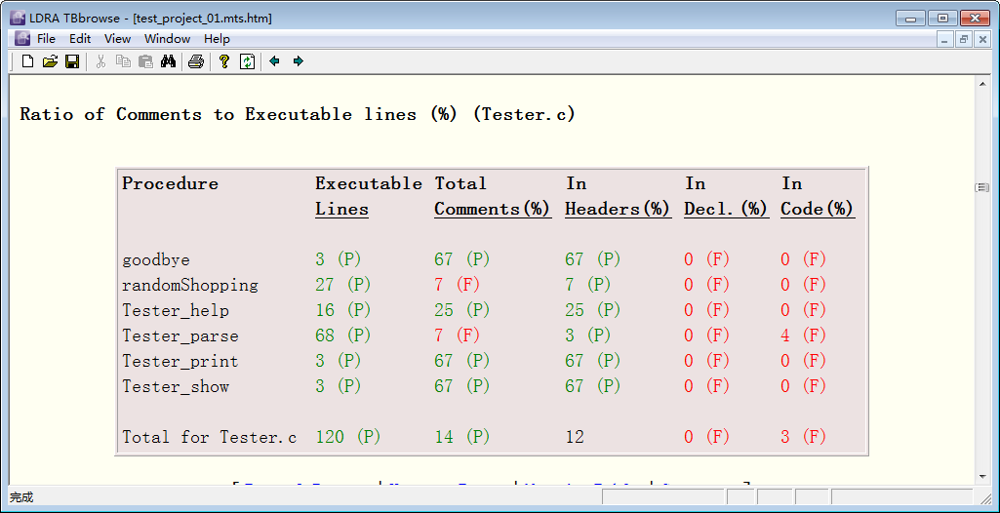 LDRA TBbrowse - [test_project_01.mts.htm]
File Edit View Window Help
Ratio of Comments to Executable lines (%) (Tester.c)
Procedure Executable Total In In In
Lines Comments(%) Headers(%) Decl.(%) Code(%)
goodbye 3 (P) 67 (P) 67 (P) 0 (F) 0 (F)
randomShopping 27 (P) 7 (F) 7 (P) 0 (F) 0 (F)
Tester_help 16 (P) 25 (P) 25 (P) 0 (F) 0 (F)
Tester_parse 68 (P) 7 (F) 3 (P) 0 (F) 4 (F)
Tester_print 3 (P) 67 (P) 67 (P) 0 (F) 0 (F)
Tester_show 3 (P) 67 (P) 67 (P) 0 (F) 0 (F)
Total for Tester.c 120 (P) 14 (P) 12 0 (F) 3 (F)
完成